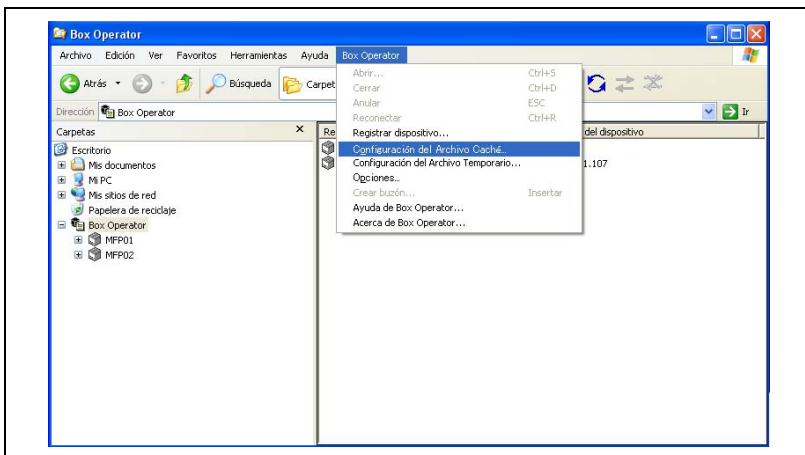 Box Operator
Archivo Edición Ver Favoritos Herramientas Ayuda Box Operator
Atrás Búsqueda Carpet
Dirección Box Operator Ir
Carpetas
Escritorio
Mis documentos
Mi PC
Mis sitios de red
Papelera de reciclaje
Box Operator
MFP01
MFP02
Re del dispositivo
1.107
Abrir... Ctrl+S
Cerrar Ctrl+D
Anular ESC
Reconectar Ctrl+R
Registrar dispositivo...
Configuración del Archivo Caché...
Configuración del Archivo Temporario...
Opciones...
Crear buzón... Insertar
Ayuda de Box Operator...
Acerca de Box Operator...